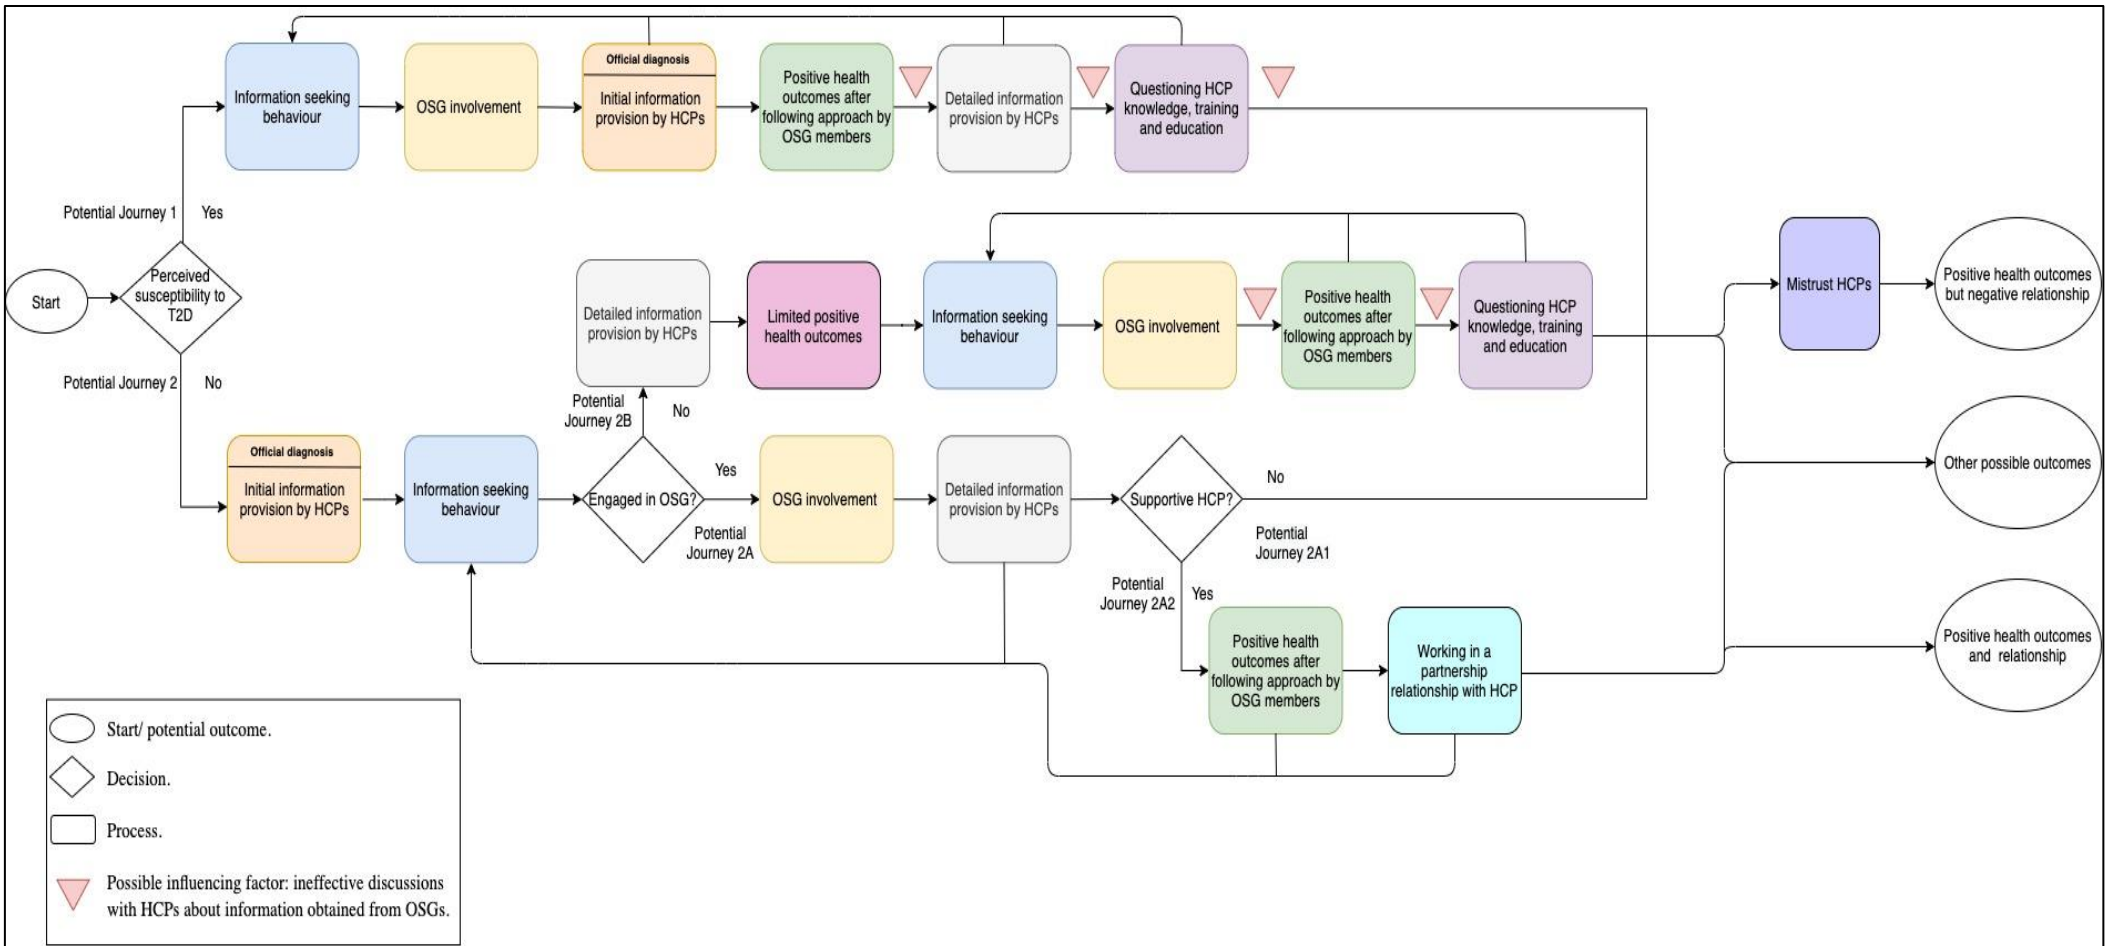 Official diagnosis
Information seeking
behaviour
OSG involvement
Initial information
provision by HCPs
Positive health
outcomes after
following approach by
OSG members
Detailed information
provision by HCPs
Questioning HCP
knowledge, training
and education
Potential Journey 1
Yes
Start
Perceived
susceptibility to
T2D
Potential Journey 2
No
Detailed information
provision by HCPs
Limited positive
health outcomes
Information seeking
behaviour
OSG involvement
Positive health
outcomes after
following approach by
OSG members
Questioning HCP
knowledge, training
and education
Mistrust HCPs
Positive health outcomes
but negative relationship
Potential
Journey 2B
No
Official diagnosis
Initial information
provision by HCPs
Information seeking
behaviour
Engaged in OSG?
Yes
Potential
Journey 2A
OSG involvement
Detailed information
provision by HCPs
Supportive HCP?
No
Potential
Journey 2A1
Other possible outcomes
Potential
Journey 2A2
Yes
Positive health
outcomes after
following approach by
OSG members
Working in a
partnership
relationship with HCP
Positive health outcomes
and relationship
Start/ potential outcome.
Decision.
Process.
Possible influencing factor: ineffective discussions
with HCPs about information obtained from OSGs.